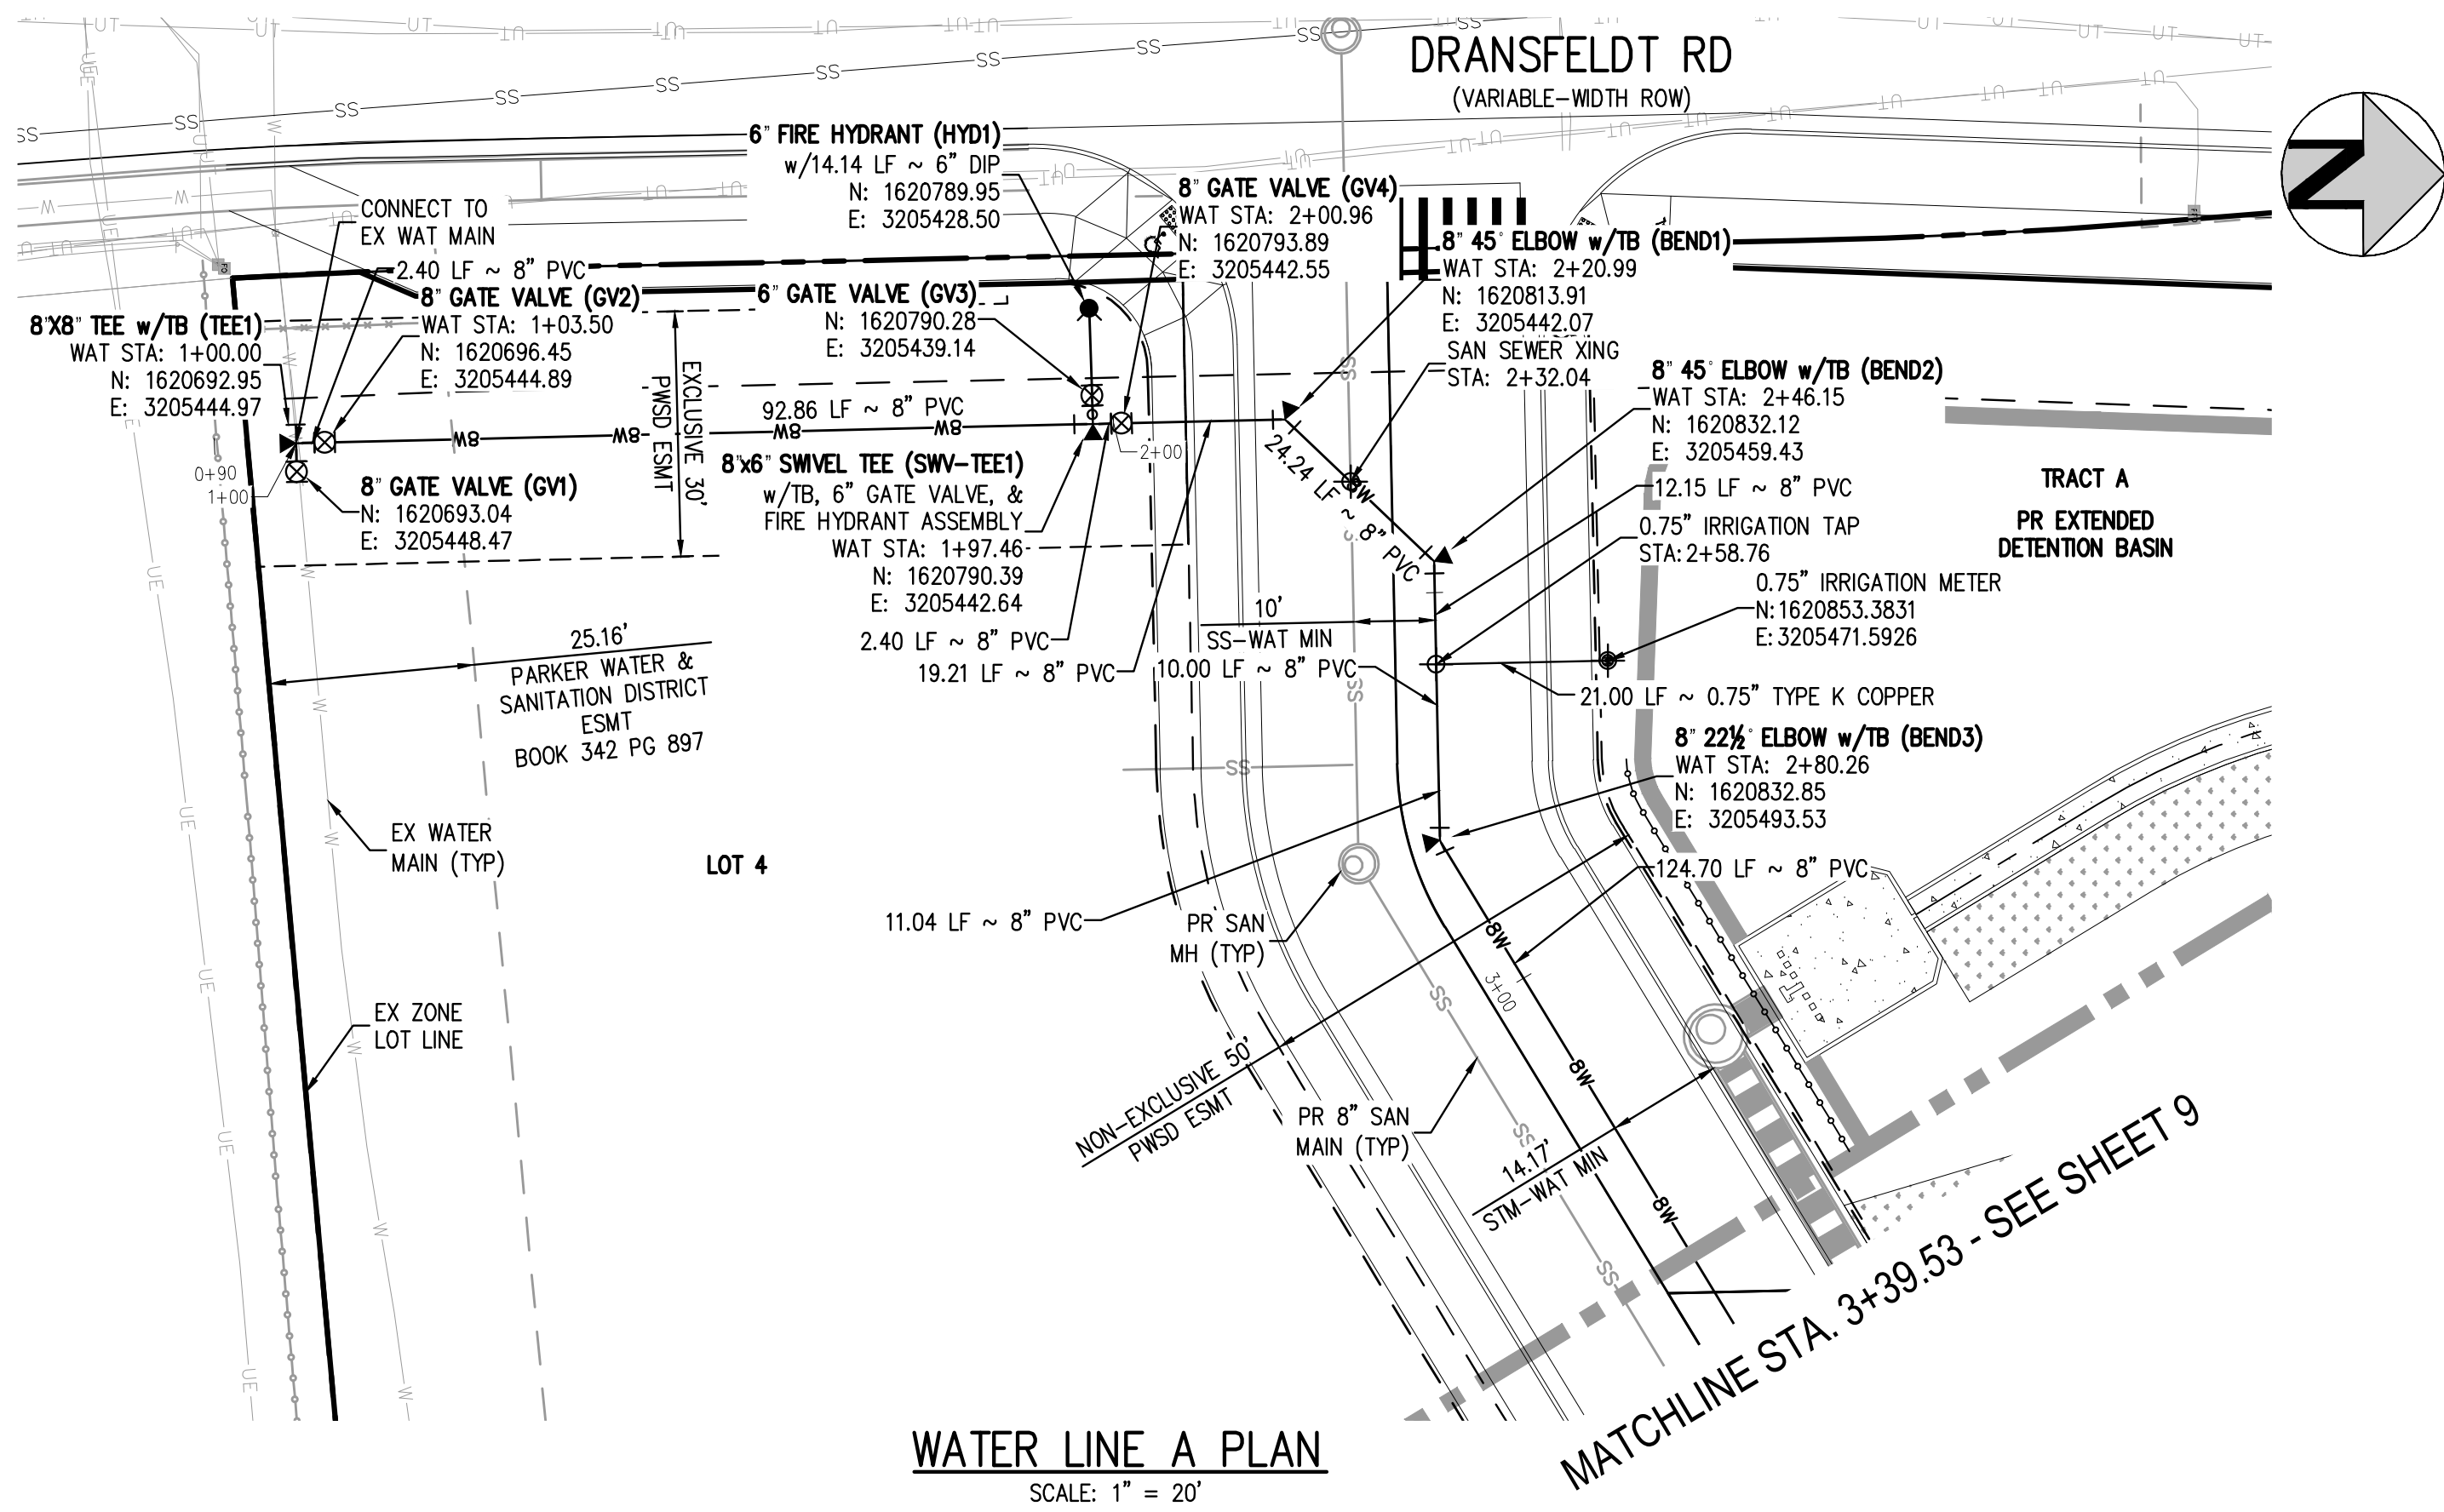 DRANSFELDT RD
(VARIABLE-WIDTH ROW)
N
6" FIRE HYDRANT (HYD1)
w/14.14 LF ~ 6" DIP
N: 1620789.95
E: 3205428.50
8" GATE VALVE (GV4)
WAT STA: 2+00.96
N: 1620793.89
E: 3205442.55
8" 45° ELBOW w/TB (BEND1)
WAT STA: 2+20.99
N: 1620813.91
E: 3205442.07
SAN SEWER XING
STA: 2+32.04
CONNECT TO
EX WAT MAIN
2.40 LF ~ 8" PVC
8" GATE VALVE (GV2)
WAT STA: 1+03.50
N: 1620696.45
E: 3205444.89
6" GATE VALVE (GV3)
N: 1620790.28
E: 3205439.14
8"X8" TEE w/TB (TEE1)
WAT STA: 1+00.00
N: 1620692.95
E: 3205444.97
8" 45° ELBOW w/TB (BEND2)
WAT STA: 2+46.15
N: 1620832.12
E: 3205459.43
EXCLUSIVE 30'
PWSD ESMT
92.86 LF ~ 8" PVC
8W
8W
8W
8W
2+00
24.24 LF ~ 8" PVC
8W
0+90
1+00
8" GATE VALVE (GV1)
N: 1620693.04
E: 3205448.47
8"x6" SWIVEL TEE (SWV-TEE1)
w/TB, 6" GATE VALVE, &
FIRE HYDRANT ASSEMBLY
WAT STA: 1+97.46
N: 1620790.39
E: 3205442.64
2.40 LF ~ 8" PVC
19.21 LF ~ 8" PVC
12.15 LF ~ 8" PVC
0.75" IRRIGATION TAP
STA:2+58.76
0.75" IRRIGATION METER
N:1620853.3831
E:3205471.5926
TRACT A
PR EXTENDED
DETENTION BASIN
10'
SS-WAT MIN
10.00 LF ~ 8" PVC
21.00 LF ~ 0.75" TYPE K COPPER
25.16'
PARKER WATER &
SANITATION DISTRICT
ESMT
BOOK 342 PG 897
8" 22½° ELBOW w/TB (BEND3)
WAT STA: 2+80.26
N: 1620832.85
E: 3205493.53
124.70 LF ~ 8" PVC
EX WATER
MAIN (TYP)
LOT 4
11.04 LF ~ 8" PVC
PR SAN
MH (TYP)
8W
3+00
EX ZONE
LOT LINE
NON-EXCLUSIVE 50'
PWSD ESMT
8W
PR 8" SAN
MAIN (TYP)
14.17'
STM-WAT MIN
8W
MATCHLINE STA. 3+39.53 - SEE SHEET 9
WATER LINE A PLAN
SCALE: 1" = 20'